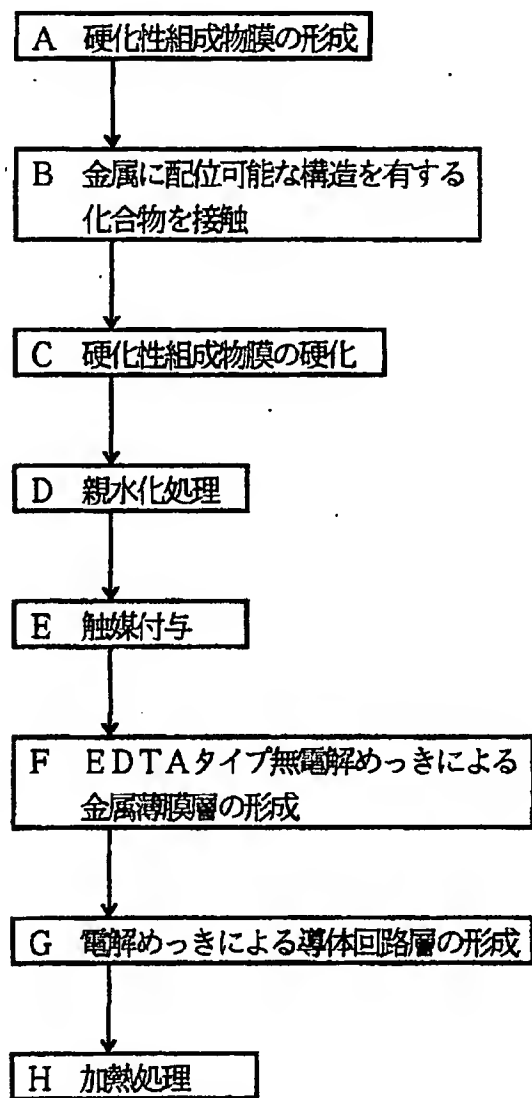 A 硬化性組成物膜の形成
B 金属に配位可能な構造を有する
化合物を接触
C 硬化性組成物膜の硬化
D 親水化処理
E 触媒付与
F EDTAタイプ無電解めっきによる
金属薄膜層の形成
G 電解めっきによる導体回路層の形成
H 加熱処理